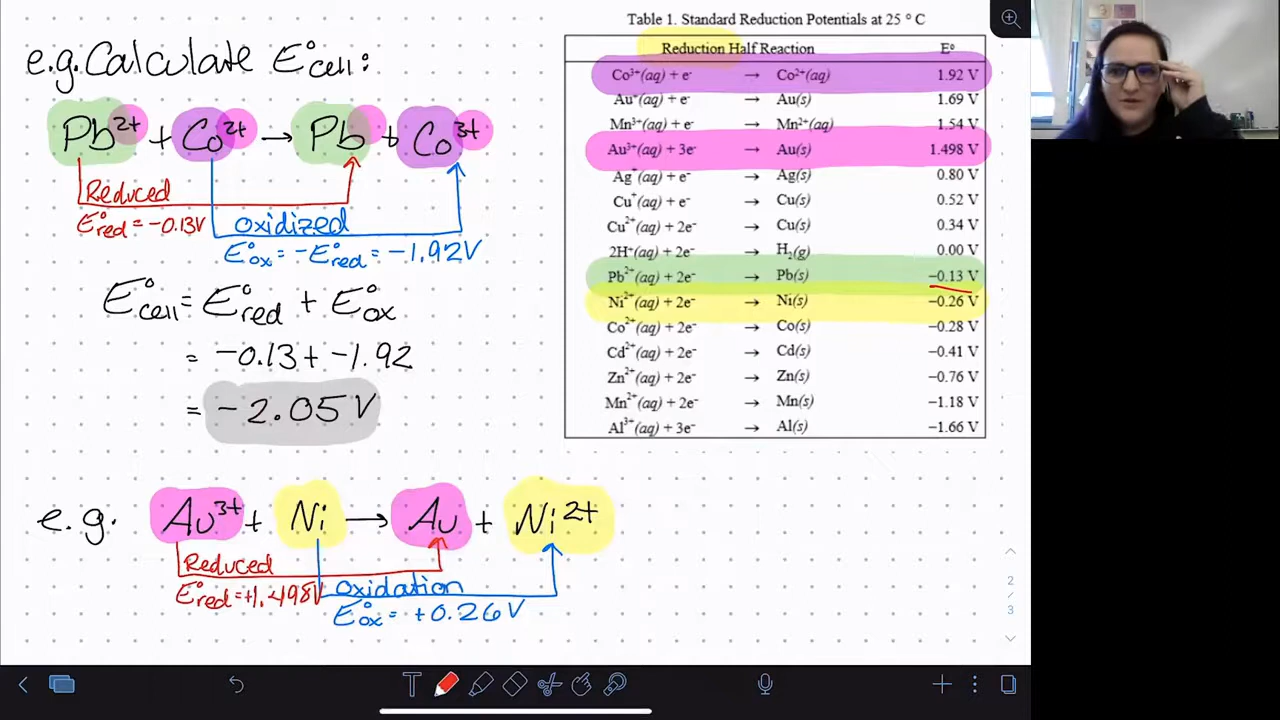 e.g. Calculate E°cell:
Pb²⁺ + Co²⁺ → Pb + Co³⁺
Reduced
E°red = -0.13V
oxidized
E°ox = -E°red = -1.92V
E°cell = E°red + E°ox
= -0.13 + -1.92
= -2.05 V
e.g. Au³⁺ + Ni → Au + Ni²⁺
Reduced
E°red = +1.498V
oxidation
E°ox = +0.26 V
Table 1. Standard Reduction Potentials at 25 ° C
Reduction Half Reaction E°
Co³⁺(aq) + e⁻ → Co²⁺(aq) 1.92 V
Au⁺(aq) + e⁻ → Au(s) 1.69 V
Mn³⁺(aq) + e⁻ → Mn²⁺(aq) 1.54 V
Au³⁺(aq) + 3e⁻ → Au(s) 1.498 V
Ag⁺(aq) + e⁻ → Ag(s) 0.80 V
Cu⁺(aq) + e⁻ → Cu(s) 0.52 V
Cu²⁺(aq) + 2e⁻ → Cu(s) 0.34 V
2H⁺(aq) + 2e⁻ → H₂(g) 0.00 V
Pb²⁺(aq) + 2e⁻ → Pb(s) −0.13 V
Ni²⁺(aq) + 2e⁻ → Ni(s) −0.26 V
Co²⁺(aq) + 2e⁻ → Co(s) −0.28 V
Cd²⁺(aq) + 2e⁻ → Cd(s) −0.41 V
Zn²⁺(aq) + 2e⁻ → Zn(s) −0.76 V
Mn²⁺(aq) + 2e⁻ → Mn(s) −1.18 V
Al³⁺(aq) + 3e⁻ → Al(s) −1.66 V
2
/
3
T